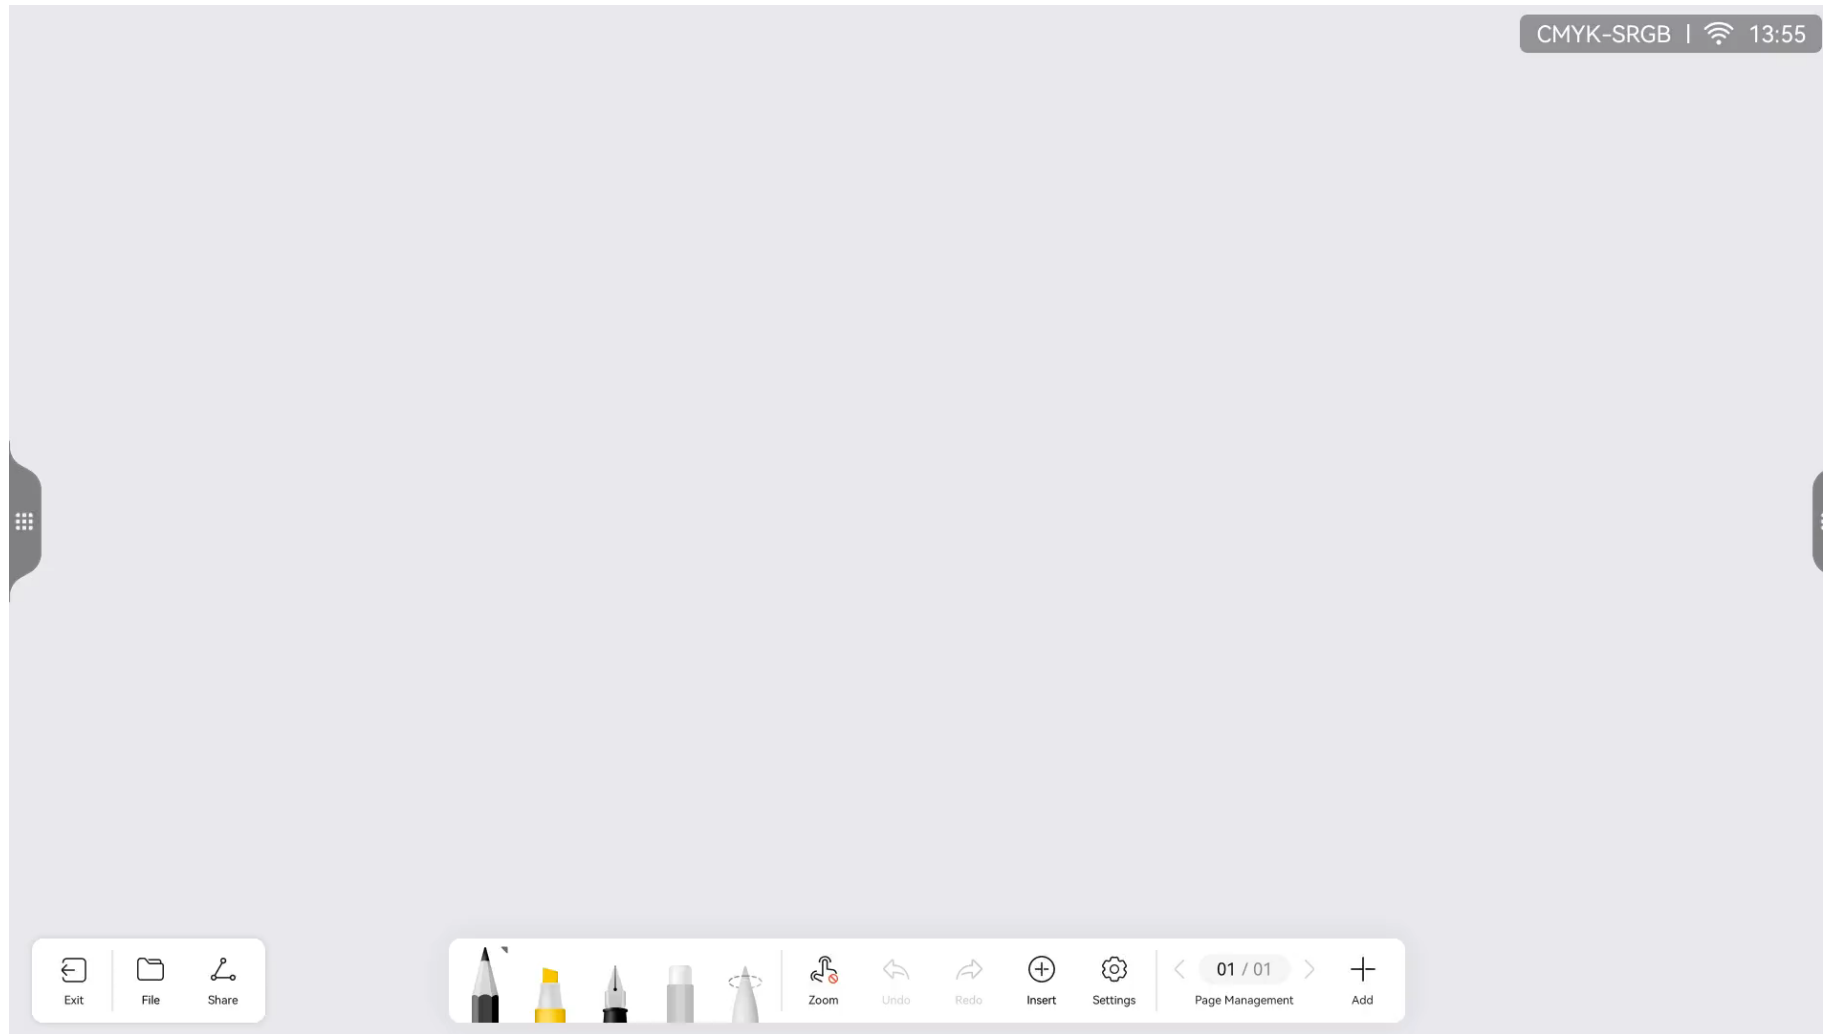 CMYK-SRGB | 13:55
Exit File Share Zoom Undo Redo Insert Settings 01 / 01 Page Management Add